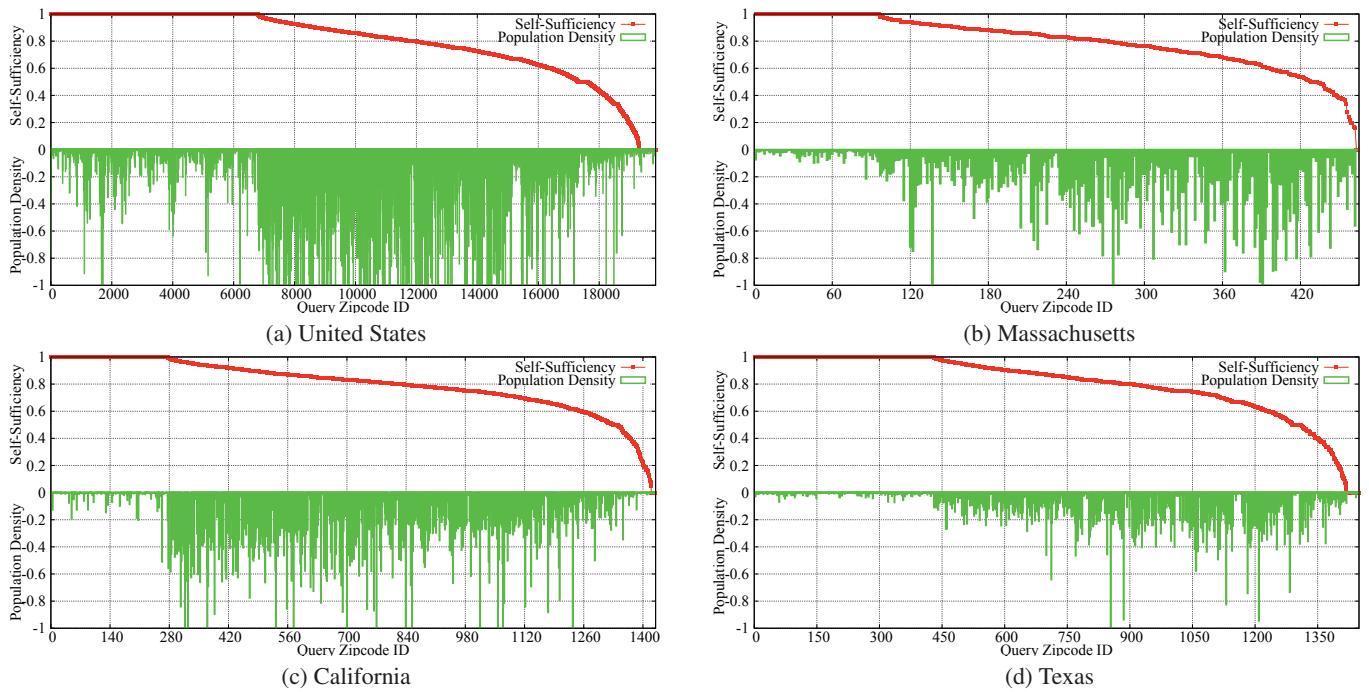 Self-Sufficiency
Population Density
1
0.8
0.6
0.4
0.2
0
-0.2
-0.4
-0.6
-0.8
-1
Self-Sufficiency
Population Density
0 2000 4000 6000 8000 10000 12000 14000 16000 18000
Query Zipcode ID
(a) United States
Self-Sufficiency
Population Density
1
0.8
0.6
0.4
0.2
0
-0.2
-0.4
-0.6
-0.8
-1
Self-Sufficiency
Population Density
0 60 120 180 240 300 360 420
Query Zipcode ID
(b) Massachusetts
Self-Sufficiency
Population Density
1
0.8
0.6
0.4
0.2
0
-0.2
-0.4
-0.6
-0.8
-1
Self-Sufficiency
Population Density
0 140 280 420 560 700 840 980 1120 1260 1400
Query Zipcode ID
(c) California
Self-Sufficiency
Population Density
1
0.8
0.6
0.4
0.2
0
-0.2
-0.4
-0.6
-0.8
-1
Self-Sufficiency
Population Density
0 150 300 450 600 750 900 1050 1200 1350
Query Zipcode ID
(d) Texas